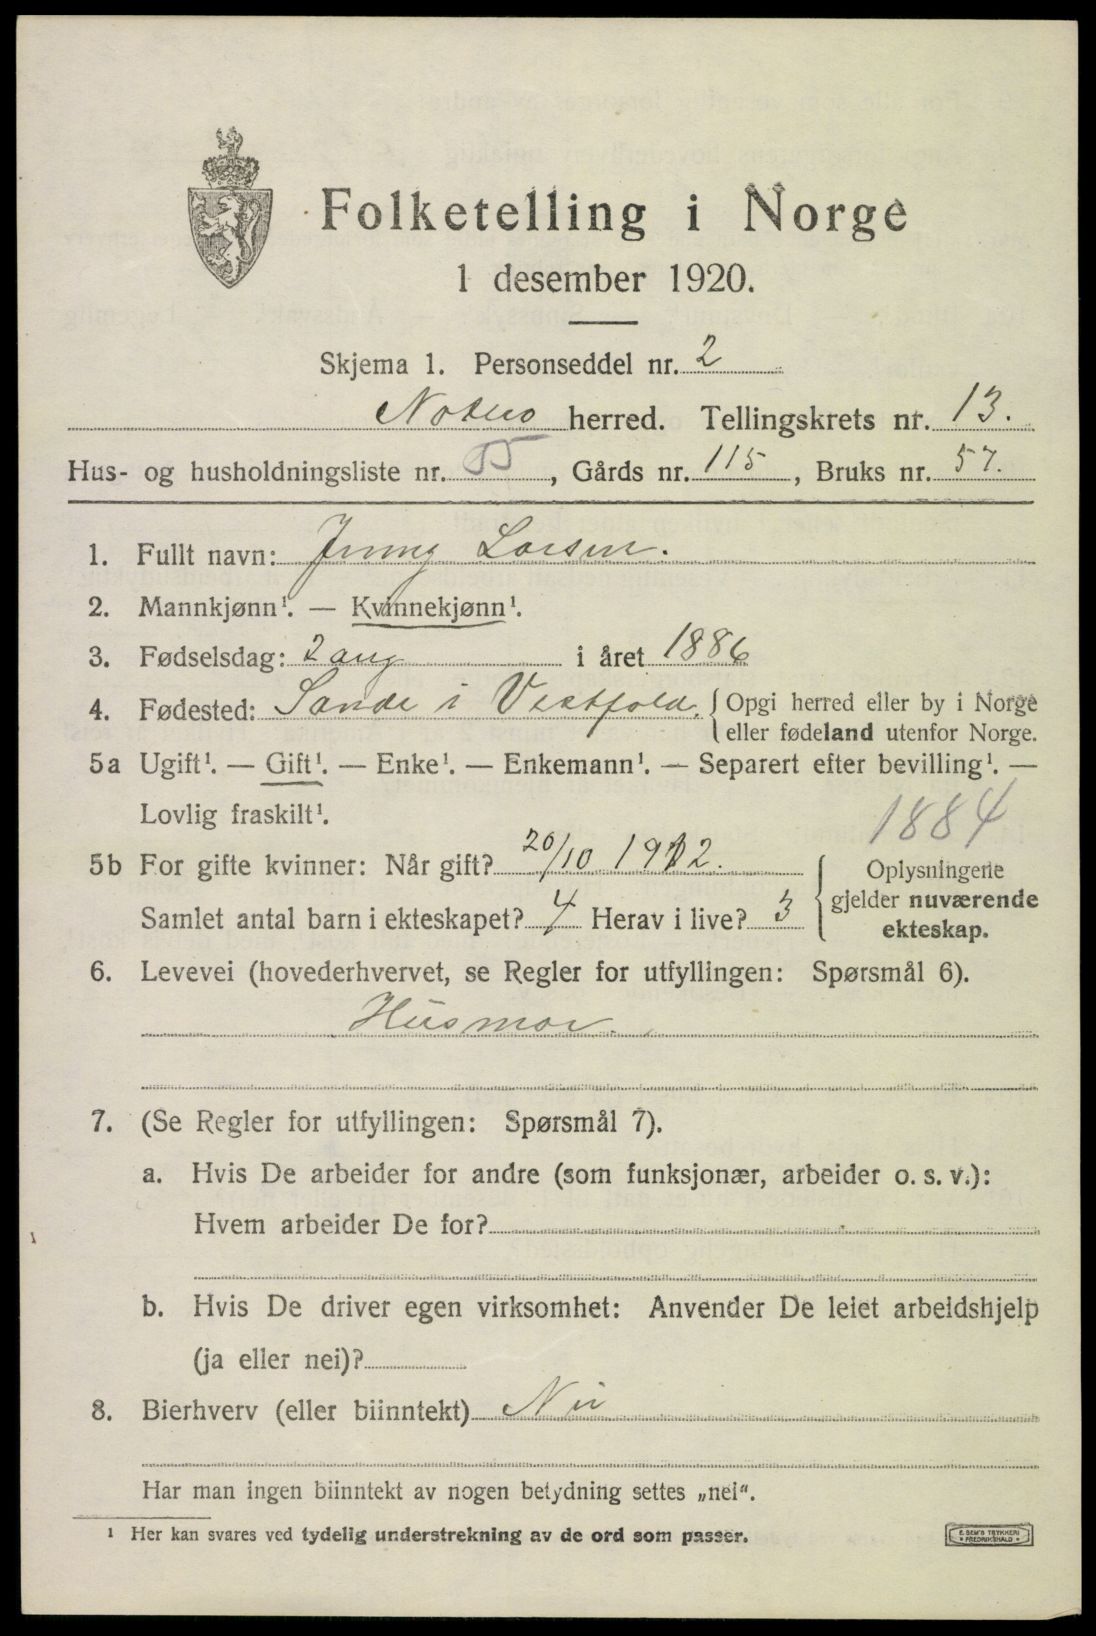 Folketelling i Norge
1 desember 1920.
Skjema 1. Personseddel nr. 2
Nøtterø herred. Tellingskrets nr. 13.
Hus- og husholdningsliste nr. 55, Gårds nr. 115, Bruks nr. 57.
1. Fullt navn: Jenny Larsen.
2. Mannkjønn¹. — Kvinnekjønn¹.
3. Fødselsdag: 2 aug i året 1886
4. Fødested: Sande i Vestfold. { Opgi herred eller by i Norge
eller fødeland utenfor Norge.
5a Ugift¹. — Gift¹. — Enke¹. — Enkemann¹. — Separert efter bevilling¹. —
Lovlig fraskilt¹. 1884
5b For gifte kvinner: Når gift? 20/10 1912. { Oplysningene
gjelder nuværende
ekteskap.
Samlet antal barn i ekteskapet? 4 Herav i live? 3
6. Levevei (hovederhvervet, se Regler for utfyllingen: Spørsmål 6).
Husmor.
7. (Se Regler for utfyllingen: Spørsmål 7).
a. Hvis De arbeider for andre (som funksjonær, arbeider o. s. v.):
Hvem arbeider De for?
b. Hvis De driver egen virksomhet: Anvender De leiet arbeidshjelp
(ja eller nei)?
8. Bierhverv (eller biinntekt) Nei
Har man ingen biinntekt av nogen betydning settes „nei“.
¹ Her kan svares ved tydelig understrekning av de ord som passer.
E. SEM'S TRYKKERI
FREDRIKSHALD